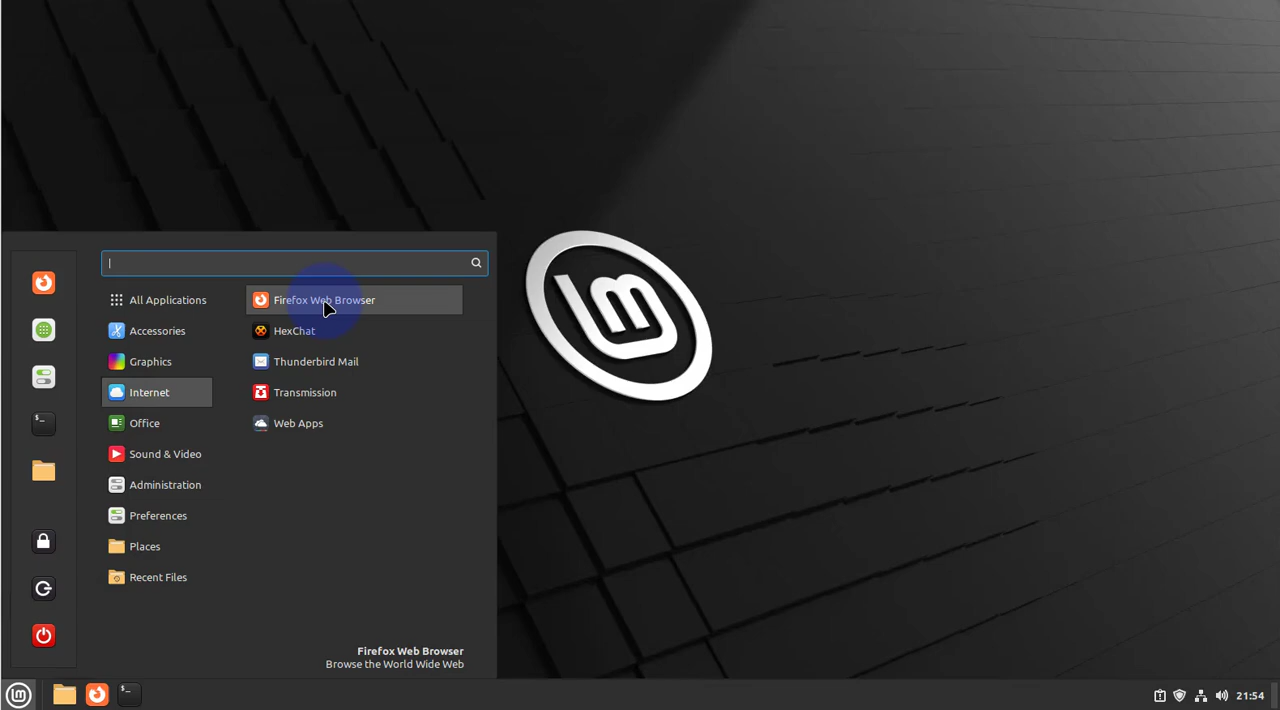 All Applications
Accessories
Graphics
Internet
Office
Sound & Video
Administration
Preferences
Places
Recent Files
Firefox Web Browser
HexChat
Thunderbird Mail
Transmission
Web Apps
Firefox Web Browser
Browse the World Wide Web
21:54